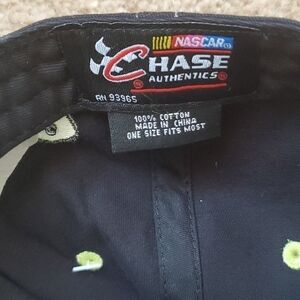 NASCAR
CHASE
AUTHENTICS
RN 93965
100% COTTON
MADE IN CHINA
ONE SIZE FITS MOST